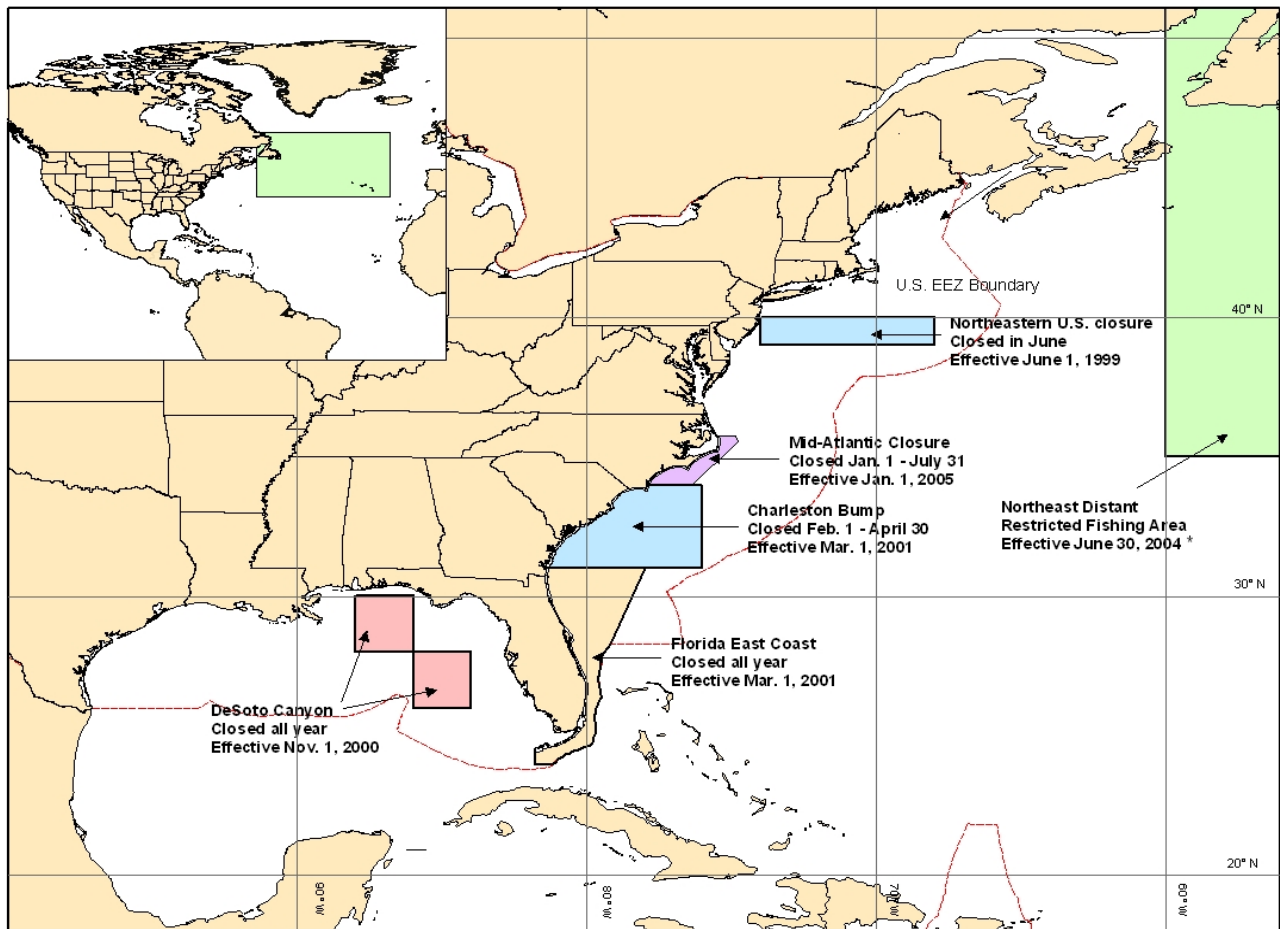 U.S. EEZ Boundary
40° N
Northeastern U.S. closure
Closed in June
Effective June 1, 1999
Mid-Atlantic Closure
Closed Jan. 1 - July 31
Effective Jan. 1, 2005
Charleston Bump
Closed Feb. 1 - April 30
Effective Mar. 1, 2001
Northeast Distant
Restricted Fishing Area
Effective June 30, 2004 *
30° N
Florida East Coast
Closed all year
Effective Mar. 1, 2001
DeSoto Canyon
Closed all year
Effective Nov. 1, 2000
20° N
90° W
80° W
70° W
60° W